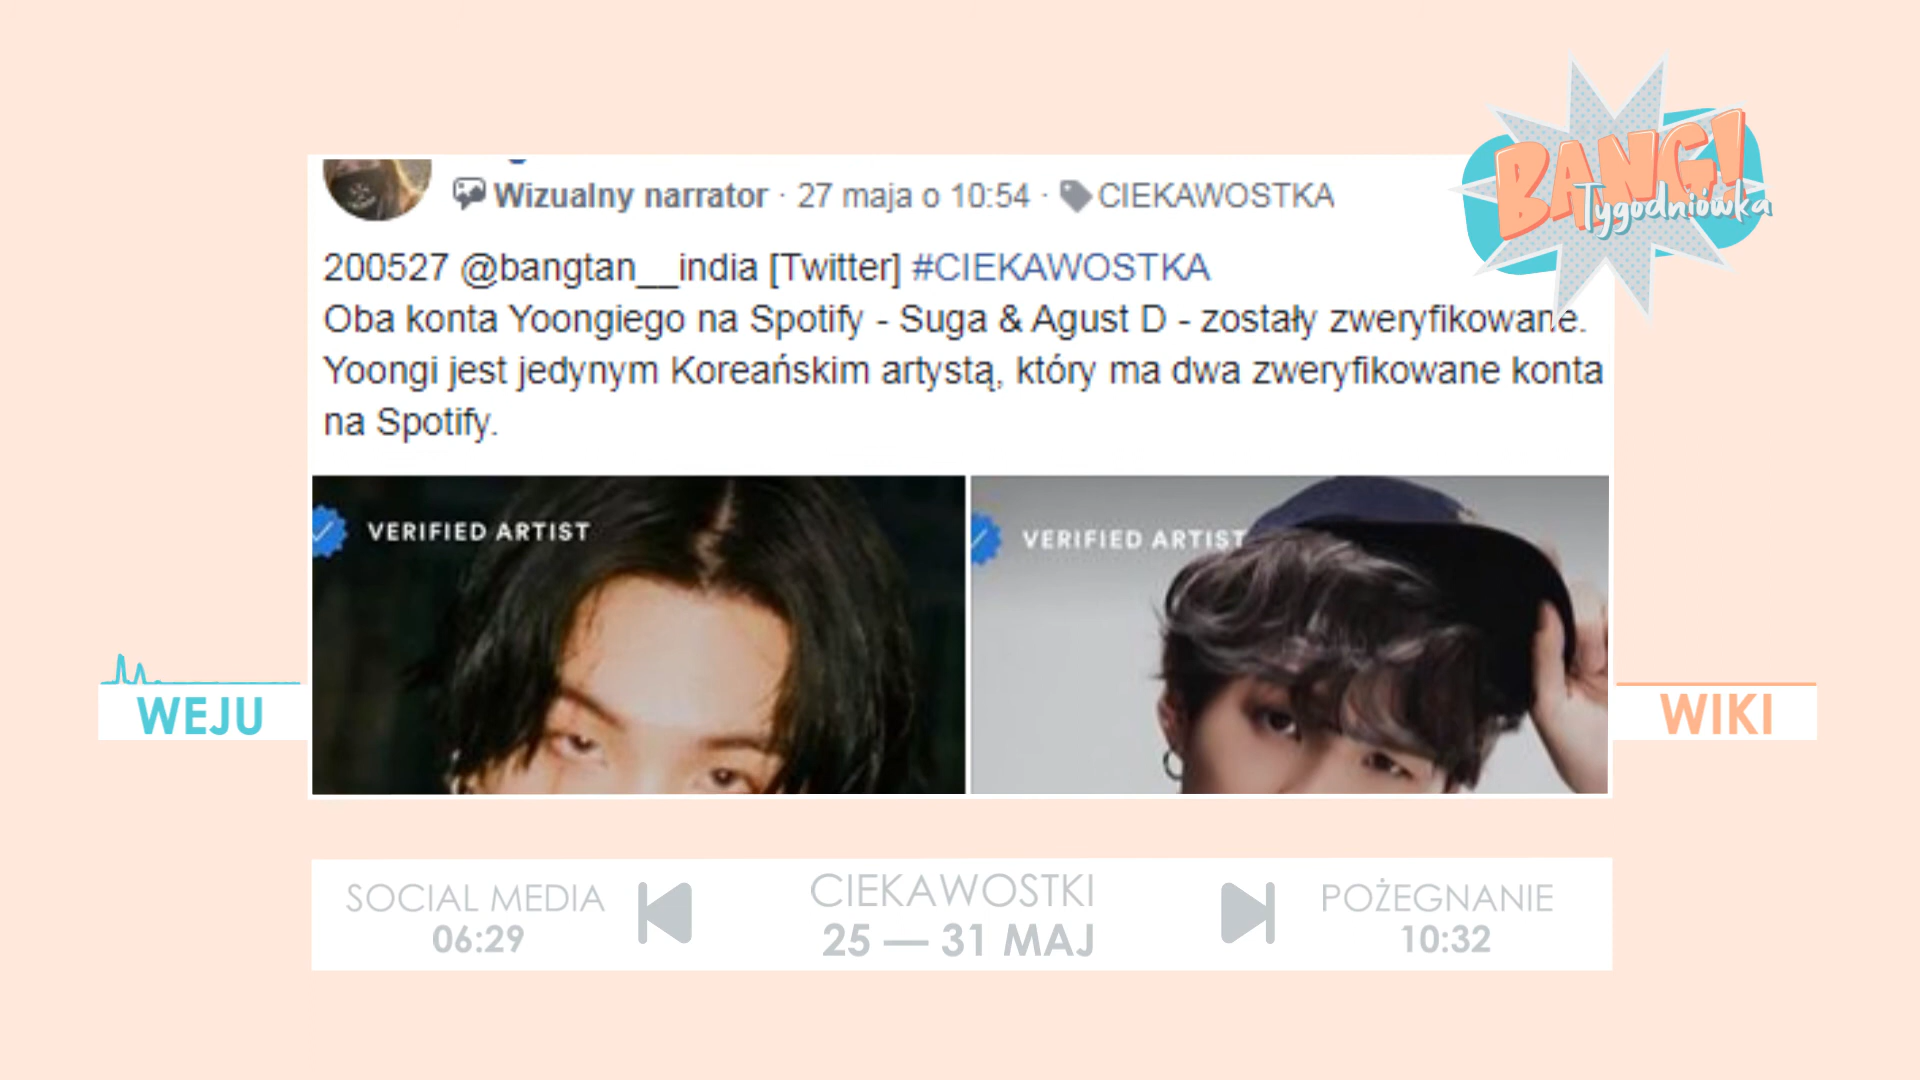 BANG!
Tygodniówka
Wizualny narrator · 27 maja o 10:54 · CIEKAWOSTKA
200527 @bangtan__india [Twitter] #CIEKAWOSTKA
Oba konta Yoongiego na Spotify - Suga & Agust D - zostały zweryfikowane.
Yoongi jest jedynym Koreańskim artystą, który ma dwa zweryfikowane konta
na Spotify.
VERIFIED ARTIST
VERIFIED ARTIST
WEJU
WIKI
SOCIAL MEDIA
06:29
CIEKAWOSTKI
25 — 31 MAJ
POŻEGNANIE
10:32